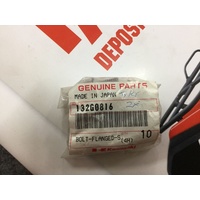 DEPOS
GENUINE PARTS
MADE IN JAPAN
132G0816
BOLT-FLANGED-S
10